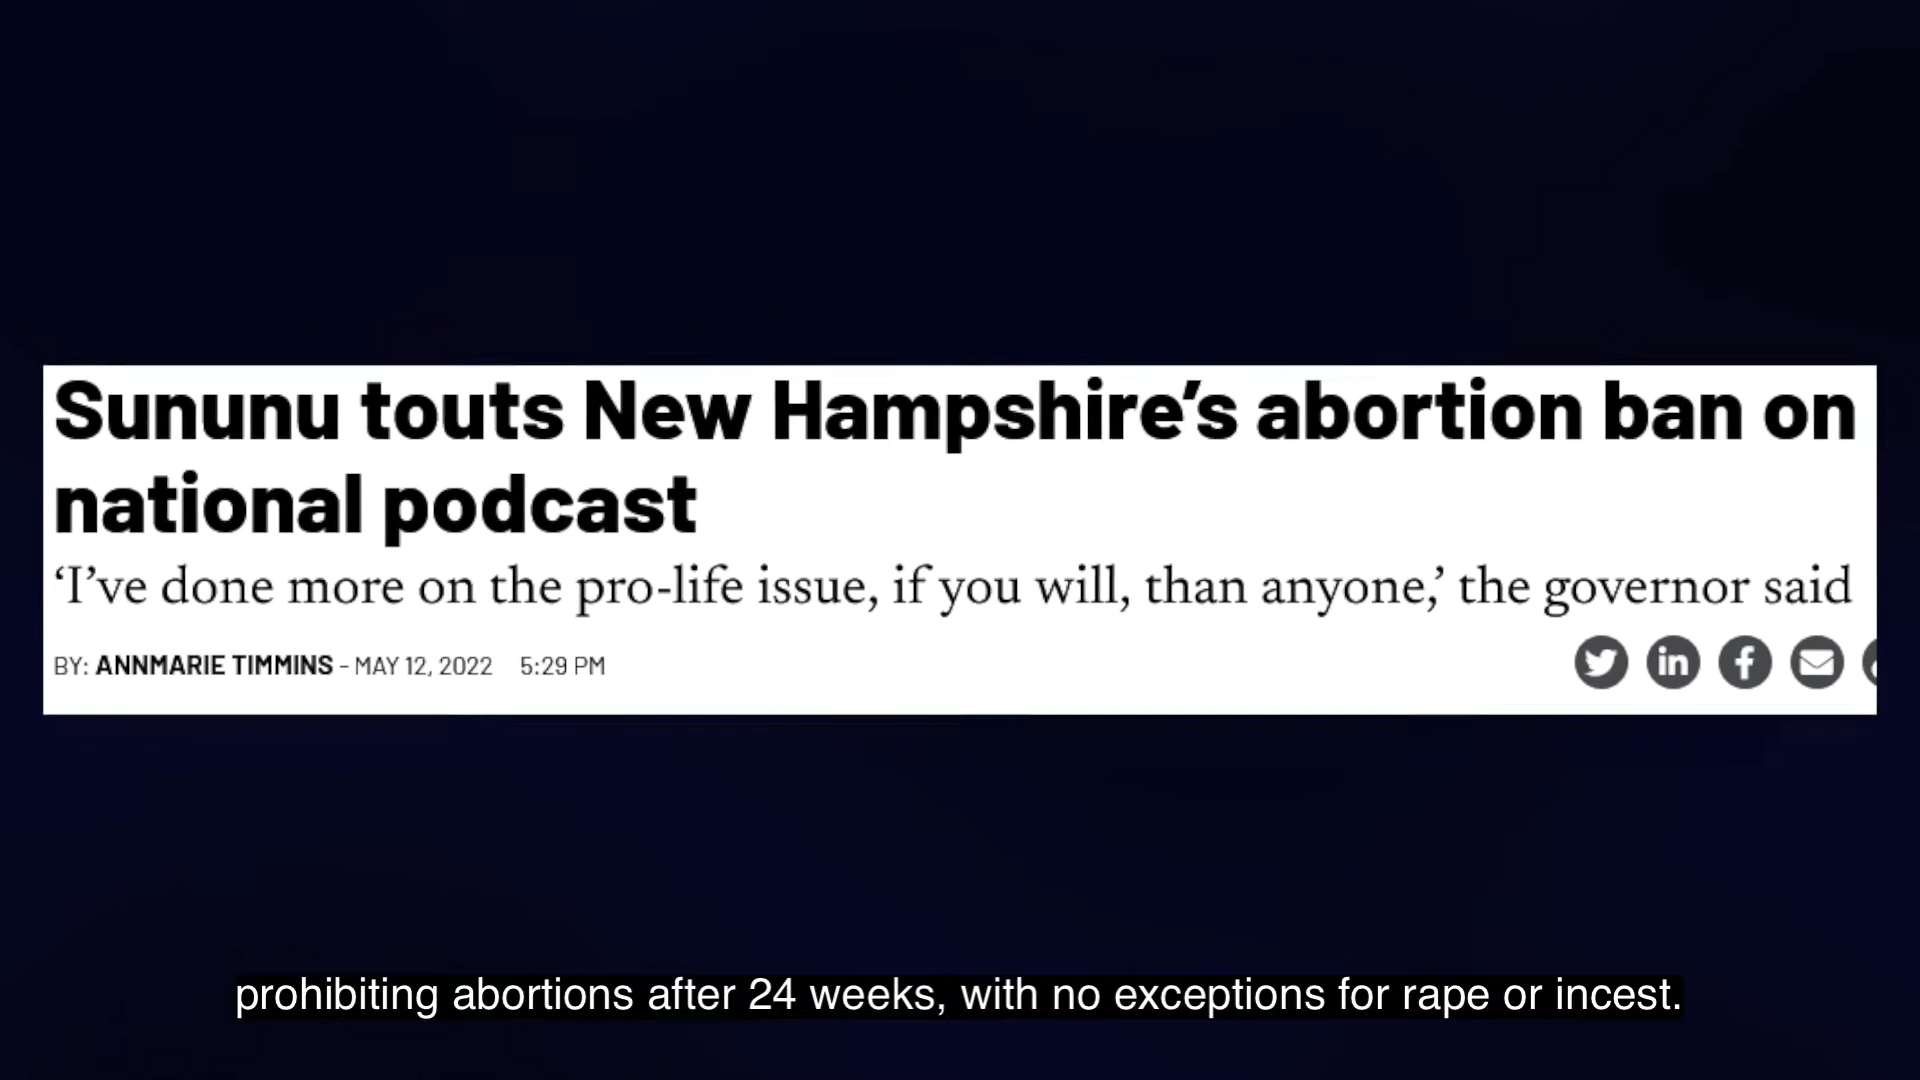 Sununu touts New Hampshire’s abortion ban on
national podcast
‘I’ve done more on the pro-life issue, if you will, than anyone,’ the governor said
BY: ANNMARIE TIMMINS - MAY 12, 2022 5:29 PM
prohibiting abortions after 24 weeks, with no exceptions for rape or incest.